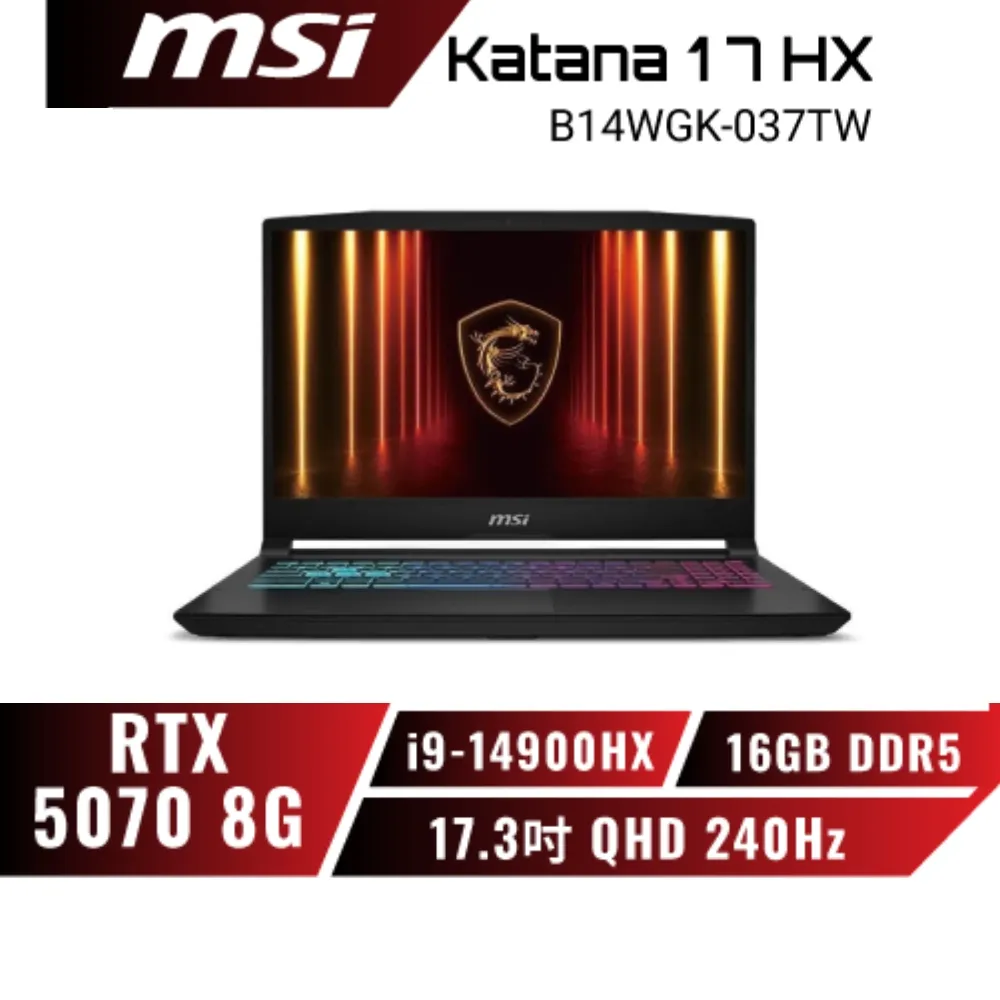 msi
Katana 17 HX
B14WGK-037TW
msi
RTX
5070 8G
i9-14900HX
16GB DDR5
17.3吋 QHD 240Hz